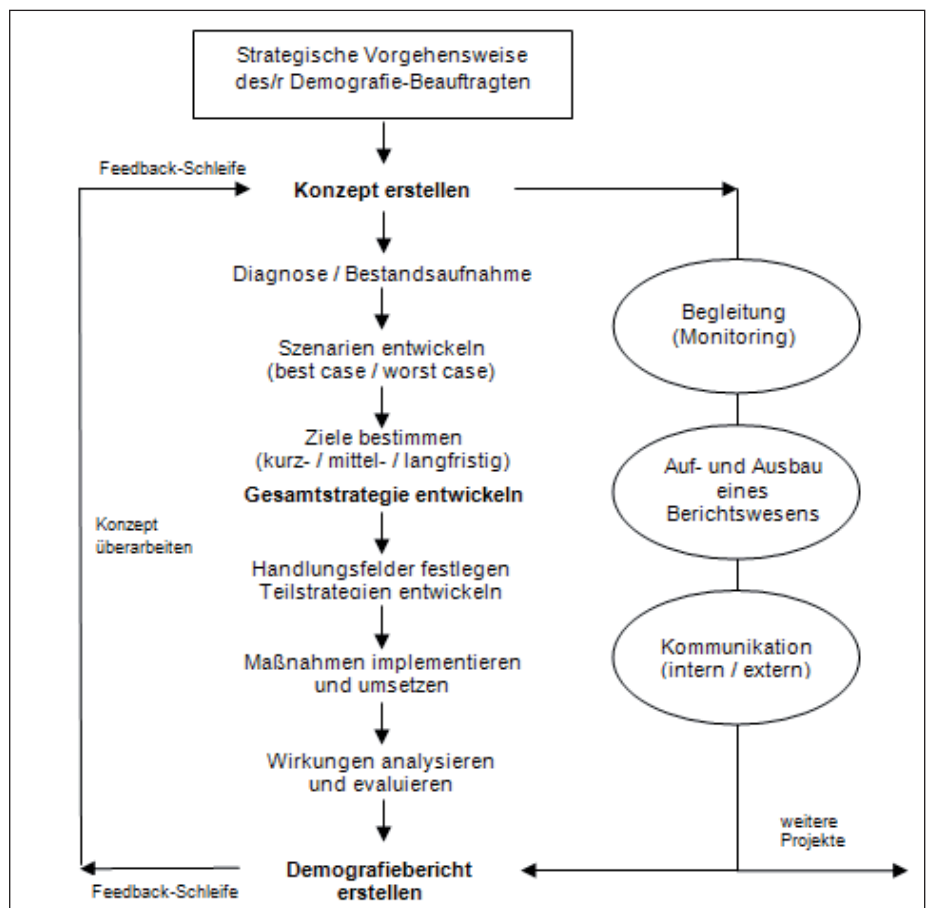 Strategische Vorgehensweise
des/r Demografie-Beauftragten
Feedback-Schleife
Konzept erstellen
Diagnose / Bestandsaufnahme
Szenarien entwickeln
(best case / worst case)
Ziele bestimmen
(kurz- / mittel- / langfristig)
Gesamtstrategie entwickeln
Handlungsfelder festlegen
Teilstrategien entwickeln
Maßnahmen implementieren
und umsetzen
Wirkungen analysieren
und evaluieren
Demografiebericht
erstellen
Feedback-Schleife
Konzept
überarbeiten
Begleitung
(Monitoring)
Auf- und Ausbau
eines
Berichtswesens
Kommunikation
(intern / extern)
weitere
Projekte